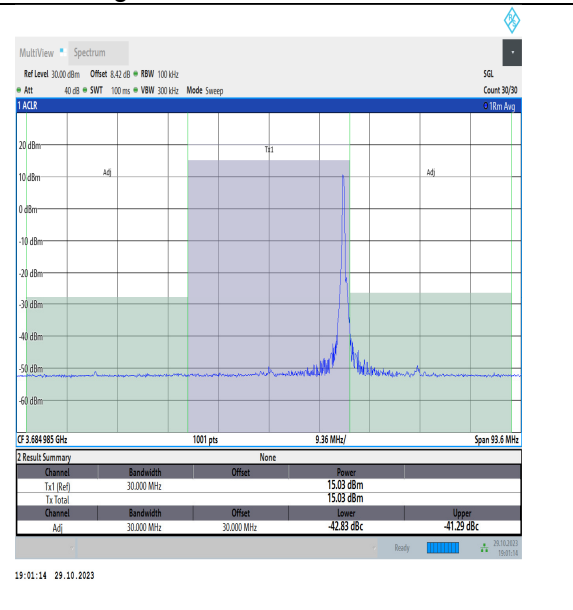 MultiView Spectrum
Ref Level 30.00 dBm Offset 8.42 dB RBW 100 kHz SGL
Att 40 dB SWT 100 ms VBW 300 kHz Mode Sweep Count 30/30
1 ACLR 1Rm Avg
20 dBm
Tx1
10 dBm
Adj
Adj
0 dBm
-10 dBm
-20 dBm
-30 dBm
-40 dBm
-50 dBm
-60 dBm
CF 3.684 985 GHz 1001 pts 9.36 MHz/ Span 93.6 MHz
2 Result Summary None
Channel Bandwidth Offset Power
Tx1 (Ref) 30.000 MHz 15.03 dBm
Tx Total 15.03 dBm
Channel Bandwidth Offset Lower Upper
Adj 30.000 MHz 30.000 MHz -42.83 dBc -41.29 dBc
Ready 29.10.2023
19:01:14
19:01:14 29.10.2023